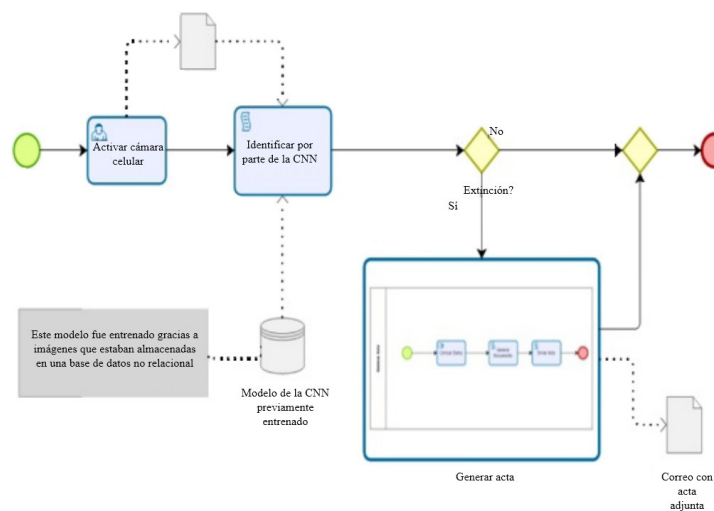 No
Activar cámara
celular
Identificar por
parte de la CNN
Extinción?
Sí
Este modelo fue entrenado gracias a
imágenes que estaban almacenadas
en una base de datos no relacional
Modelo de la CNN
previamente
entrenado
Generar acta
Correo con
acta
adjunta